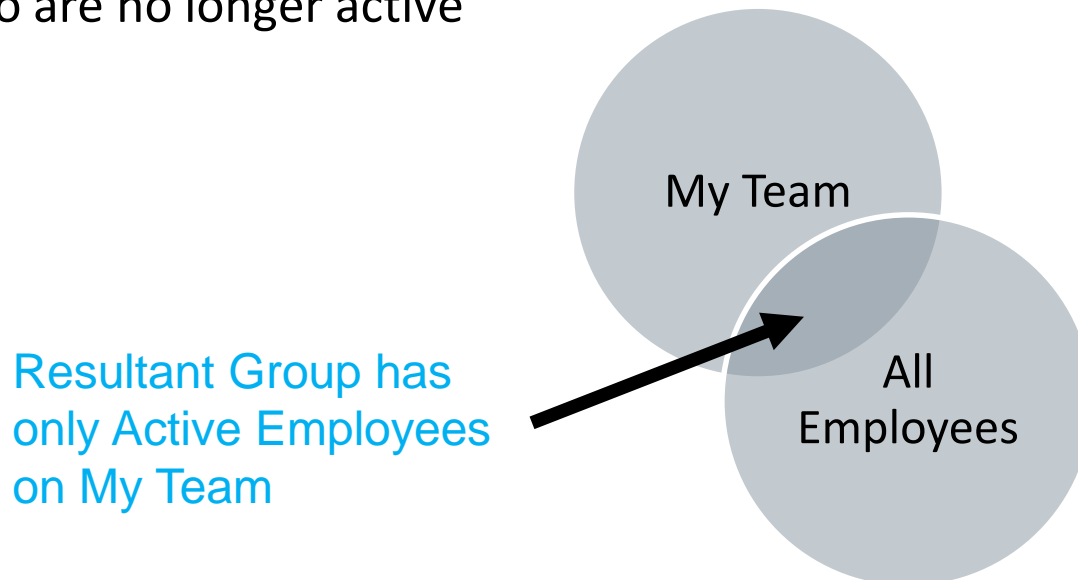 o are no longer active
My Team
Resultant Group has
only Active Employees
on My Team
All
Employees